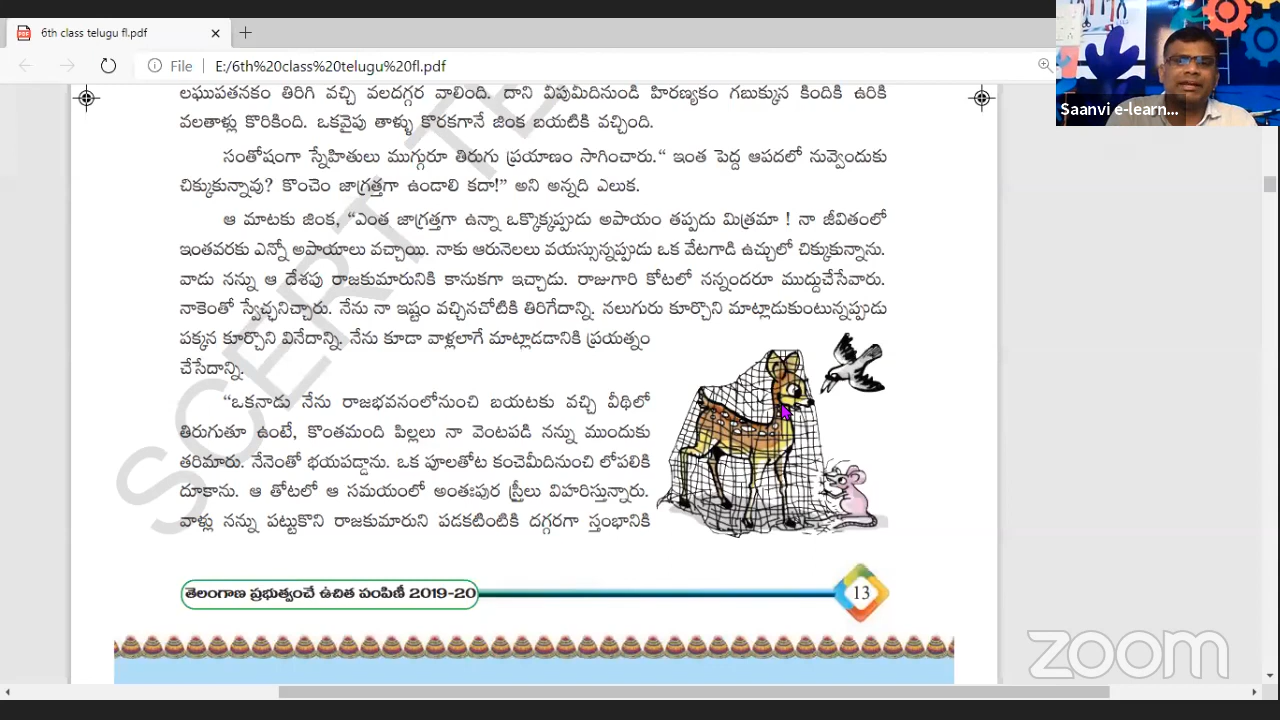 6th class telugu fl.pdf
File
E:/6th%20class%20telugu%20fl.pdf
Saanvi e-learn...
లఘుపతనకం తిరిగి వచ్చి వలదగ్గర వాలింది. దాని విపుమీదినుండి హిరణ్యకం గబుక్కున కిందికి ఉరికి
వలతాళ్లు కొరికింది. ఒకవైపు తాళ్ళు కొరకగానే జింక బయటికి వచ్చింది.
సంతోషంగా స్నేహితులు ముగ్గురూ తిరుగు ప్రయాణం సాగించారు." ఇంత పెద్ద ఆపదలో నువ్వెందుకు
చిక్కుకున్నావు? కొంచెం జాగ్రత్తగా ఉండాలి కదా!" అని అన్నది ఎలుక.
ఆ మాటకు జింక, "ఎంత జాగ్రత్తగా ఉన్నా ఒక్కొక్కప్పుడు అపాయం తప్పదు మిత్రమా ! నా జీవితంలో
ఇంతవరకు ఎన్నో అపాయాలు వచ్చాయి. నాకు ఆరునెలలు వయస్సున్నప్పుడు ఒక వేటగాడి ఉచ్చులో చిక్కుకున్నాను.
వాడు నన్ను ఆ దేశపు రాజకుమారునికి కానుకగా ఇచ్చాడు. రాజుగారి కోటలో నన్నందరూ ముద్దుచేసేవారు.
నాకెంతో స్వేచ్ఛనిచ్చారు. నేను నా ఇష్టం వచ్చినచోటికి తిరిగేదాన్ని. నలుగురు కూర్చొని మాట్లాడుకుంటున్నప్పుడు
పక్కన కూర్చొని వినేదాన్ని. నేను కూడా వాళ్లలాగే మాట్లాడడానికి ప్రయత్నం
చేసేదాన్ని.
"ఒకనాడు నేను రాజభవనంలోనుంచి బయటకు వచ్చి వీథిలో
తిరుగుతూ ఉంటే, కొంతమంది పిల్లలు నా వెంటపడి నన్ను ముందుకు
తరిమారు. నేనెంతో భయపడ్డాను. ఒక పూలతోట కంచెమీదినుంచి లోపలికి
దూకాను. ఆ తోటలో ఆ సమయంలో అంతఃపుర స్త్రీలు విహరిస్తున్నారు.
వాళ్లు నన్ను పట్టుకొని రాజకుమారుని పడకటింటికి దగ్గరగా స్తంభానికి
SCERT TE
తెలంగాణ ప్రభుత్వంచే ఉచిత పంపిణీ 2019-20
13
zoom